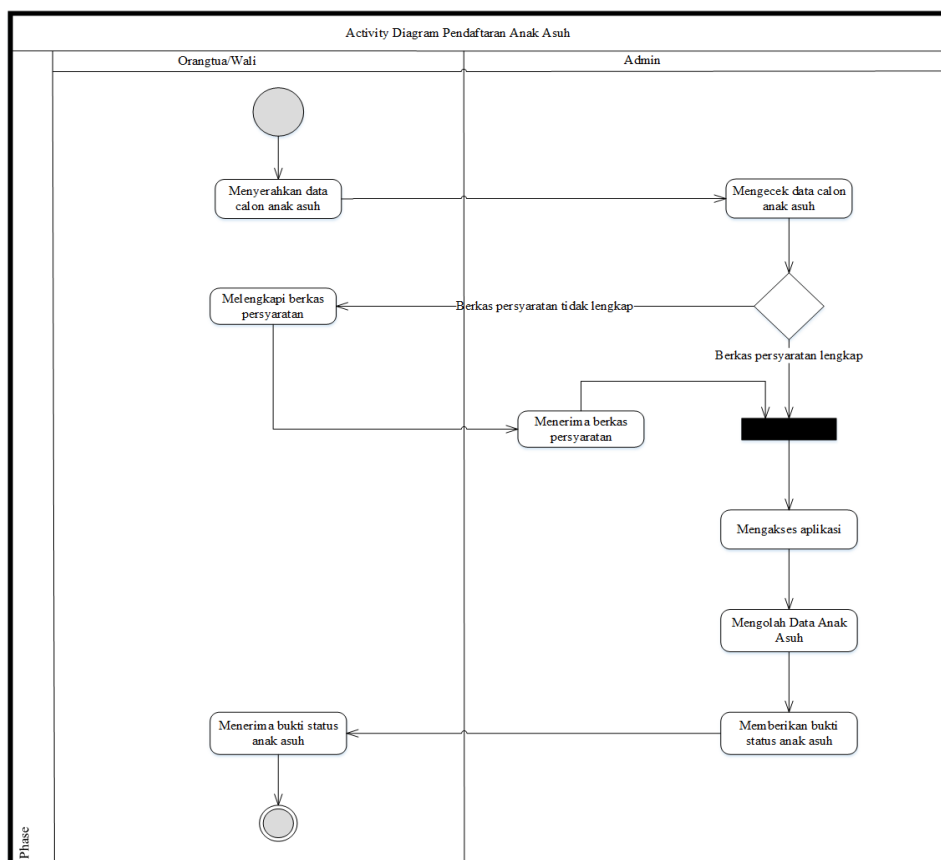 Activity Diagram Pendaftaran Anak Asuh
Orangtua/Wali
Admin
Menyerahkan data
calon anak asuh
Mengecek data calon
anak asuh
Melengkapi berkas
persyaratan
Berkas persyaratan tidak lengkap
Berkas persyaratan lengkap
Menerima berkas
persyaratan
Mengakses aplikasi
Mengolah Data Anak
Asuh
Menerima bukti status
anak asuh
Memberikan bukti
status anak asuh
Phase